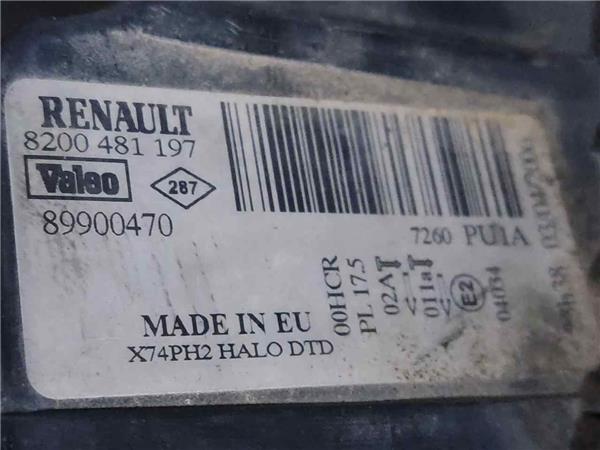 RENAULT
8200 481 197
Valeo
287
89900470
7260 PU1A
MADE IN EU
X74PH2 HALO DTD
00HCR
PL 17.5
02A
011a
E2
04034